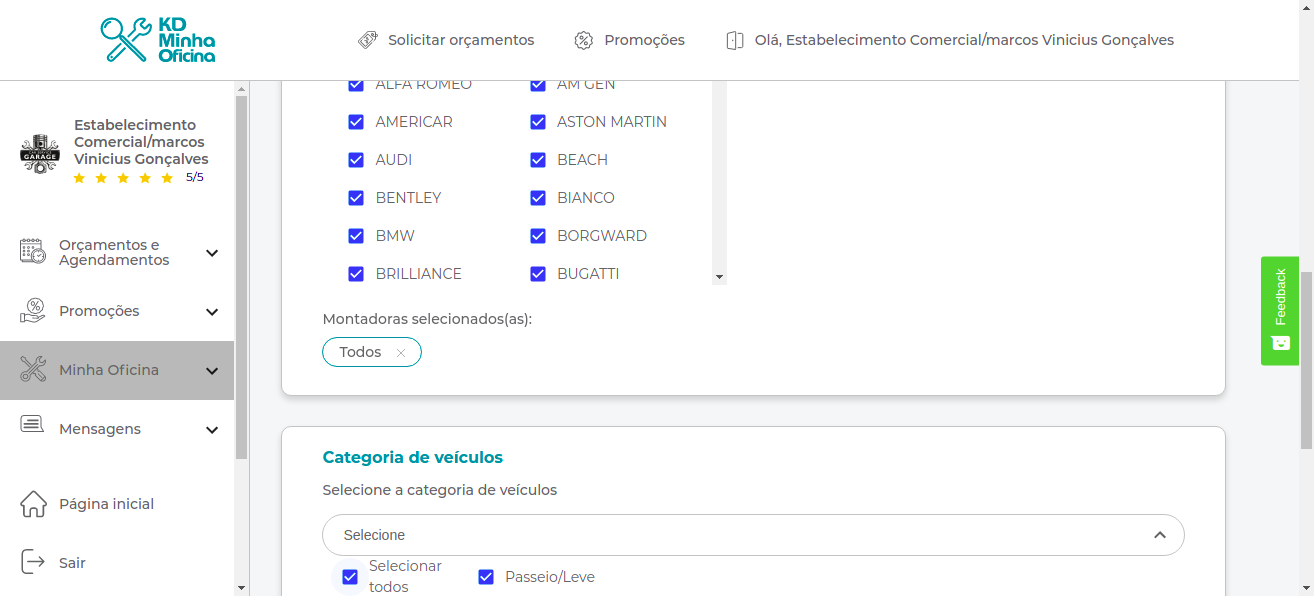 KD
Minha
Oficina
Solicitar orçamentos
Promoções
Olá, Estabelecimento Comercial/marcos Vinicius Gonçalves
Estabelecimento
Comercial/marcos
Vinicius Gonçalves
5/5
GARAGE
Orçamentos e
Agendamentos
Promoções
Minha Oficina
Mensagens
Página inicial
Sair
ALFA ROMEO
AM GEN
AMERICAR
ASTON MARTIN
AUDI
BEACH
BENTLEY
BIANCO
BMW
BORGWARD
BRILLIANCE
BUGATTI
Montadoras selecionados(as):
Todos
Categoria de veículos
Selecione a categoria de veículos
Selecione
Selecionar
todos
Passeio/Leve
Feedback